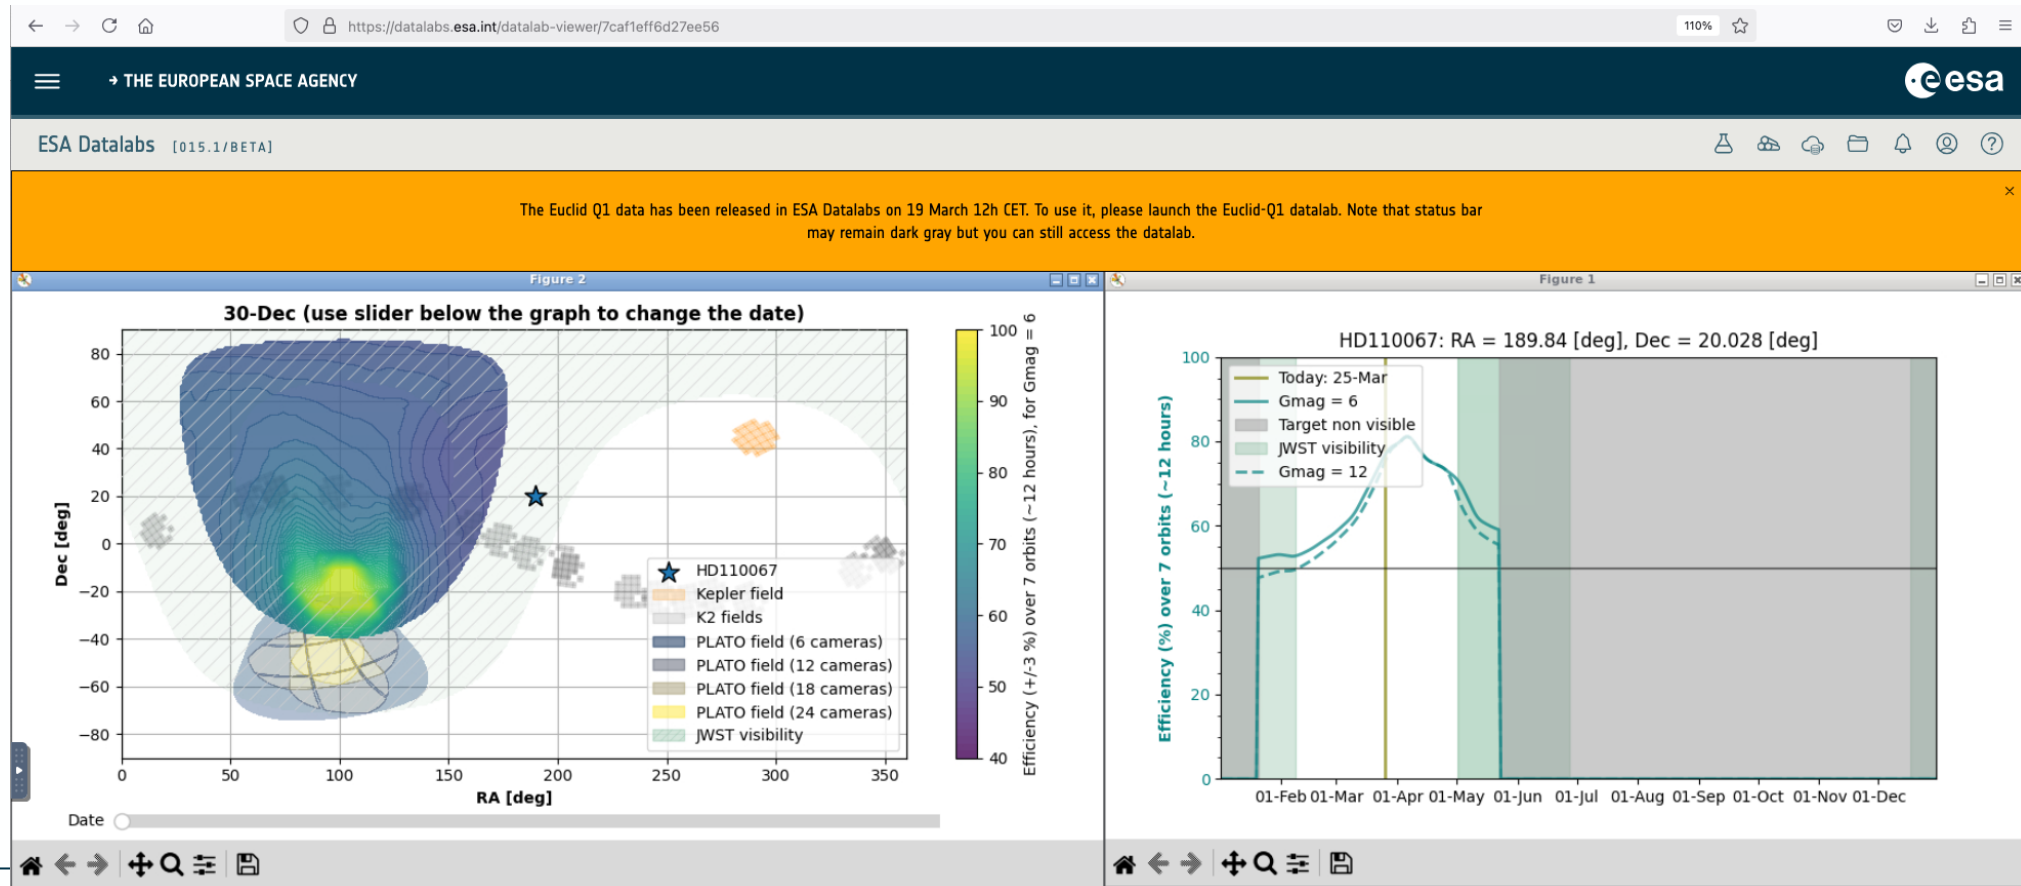 https://datalabs.esa.int/datalab-viewer/7caf1eff6d27ee56
110%
→ THE EUROPEAN SPACE AGENCY
esa
ESA Datalabs [015.1/BETA]
The Euclid Q1 data has been released in ESA Datalabs on 19 March 12h CET. To use it, please launch the Euclid-Q1 datalab. Note that status bar
may remain dark gray but you can still access the datalab.
Figure 2
30-Dec (use slider below the graph to change the date)
80
60
40
20
0
−20
−40
−60
−80
Dec [deg]
0 50 100 150 200 250 300 350
RA [deg]
HD110067
Kepler field
K2 fields
PLATO field (6 cameras)
PLATO field (12 cameras)
PLATO field (18 cameras)
PLATO field (24 cameras)
JWST visibility
100
90
80
70
60
50
40
Efficiency (+/-3 %) over 7 orbits (~12 hours), for Gmag = 6
Date
Figure 1
HD110067: RA = 189.84 [deg], Dec = 20.028 [deg]
100
80
60
40
20
0
Efficiency (%) over 7 orbits (~12 hours)
Today: 25-Mar
Gmag = 6
Target non visible
JWST visibility
Gmag = 12
01-Feb 01-Mar 01-Apr 01-May 01-Jun 01-Jul 01-Aug 01-Sep 01-Oct 01-Nov 01-Dec